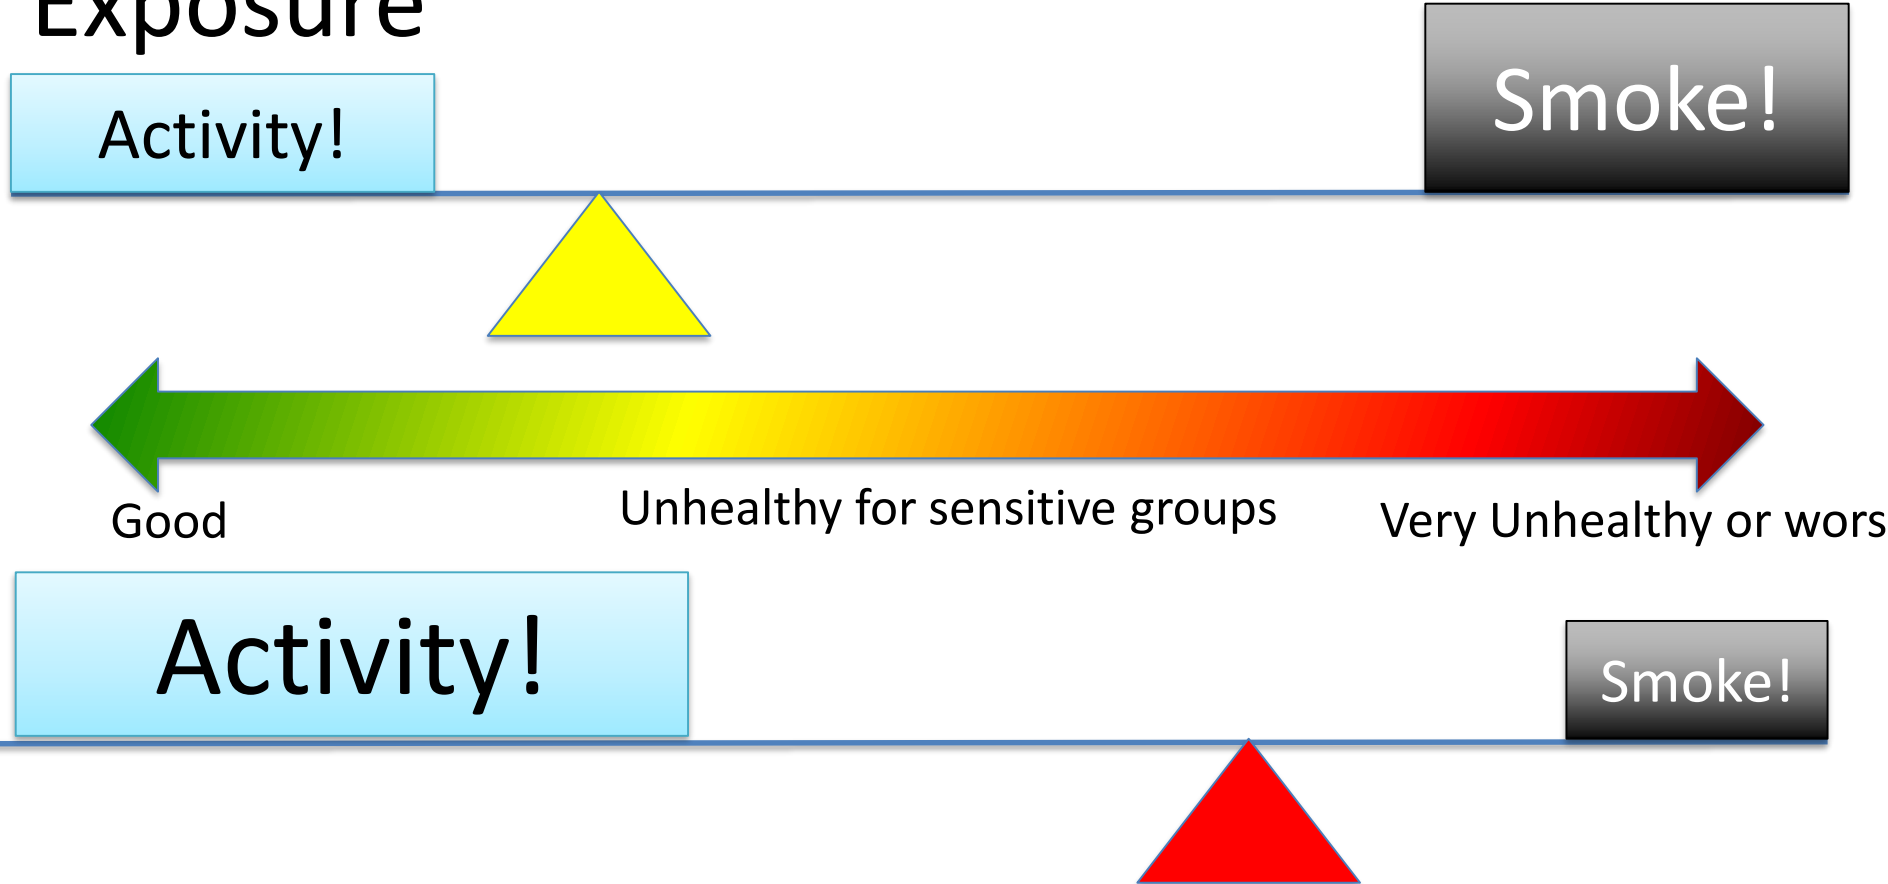 Exposure
Activity!
Smoke!
Good
Unhealthy for sensitive groups
Very Unhealthy or wors
Activity!
Smoke!